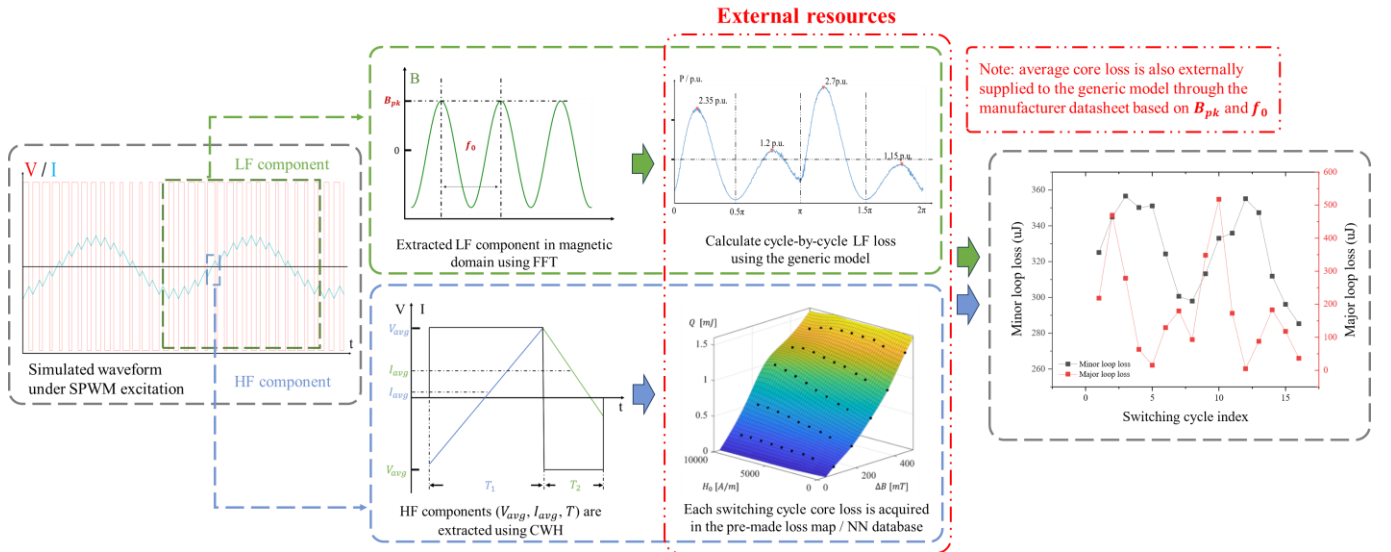 External resources
Note: average core loss is also externally
supplied to the generic model through the
manufacturer datasheet based on B_pk and f_0
V / I
LF component
t
Simulated waveform
under SPWM excitation
HF component
B
B_pk
0
f_0
Extracted LF component in magnetic
domain using FFT
P / p.u.
2.35 p.u.
1.2 p.u.
2.7p.u.
1.15 p.u.
0
0.5π
π
1.5π
2π
Calculate cycle-by-cycle LF loss
using the generic model
V I
V_avg
I_avg
I_avg
t
V_avg
T_1
T_2
HF components (V_avg, I_avg, T) are
extracted using CWH
Q [mJ]
1.5
1
0.5
0
10000
5000
0
H_0 [A/m]
0
200
400
ΔB [mT]
Each switching cycle core loss is acquired
in the pre-made loss map / NN database
Minor loop loss (uJ)
360
340
320
300
280
260
0
5
10
15
Switching cycle index
Minor loop loss
Major loop loss
600
500
400
300
200
100
0
Major loop loss (uJ)